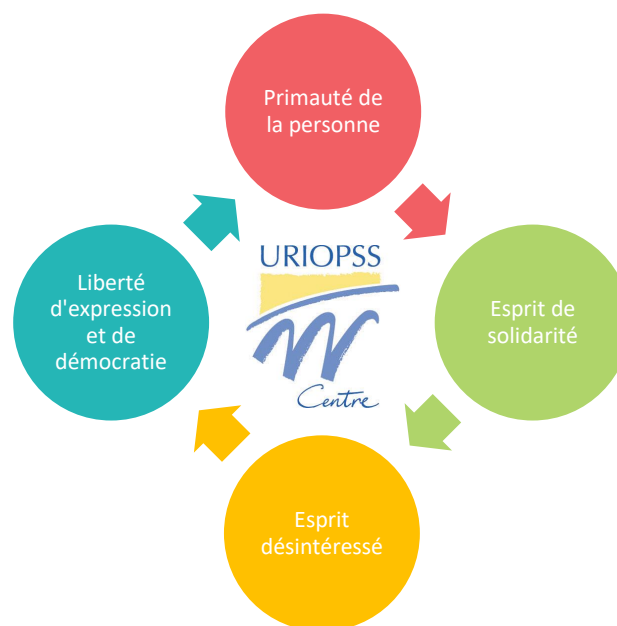 Primauté de
la personne
URIOPSS
Liberté
d'expression
et de
démocratie
Esprit de
solidarité
Centre
Esprit
désintéressé